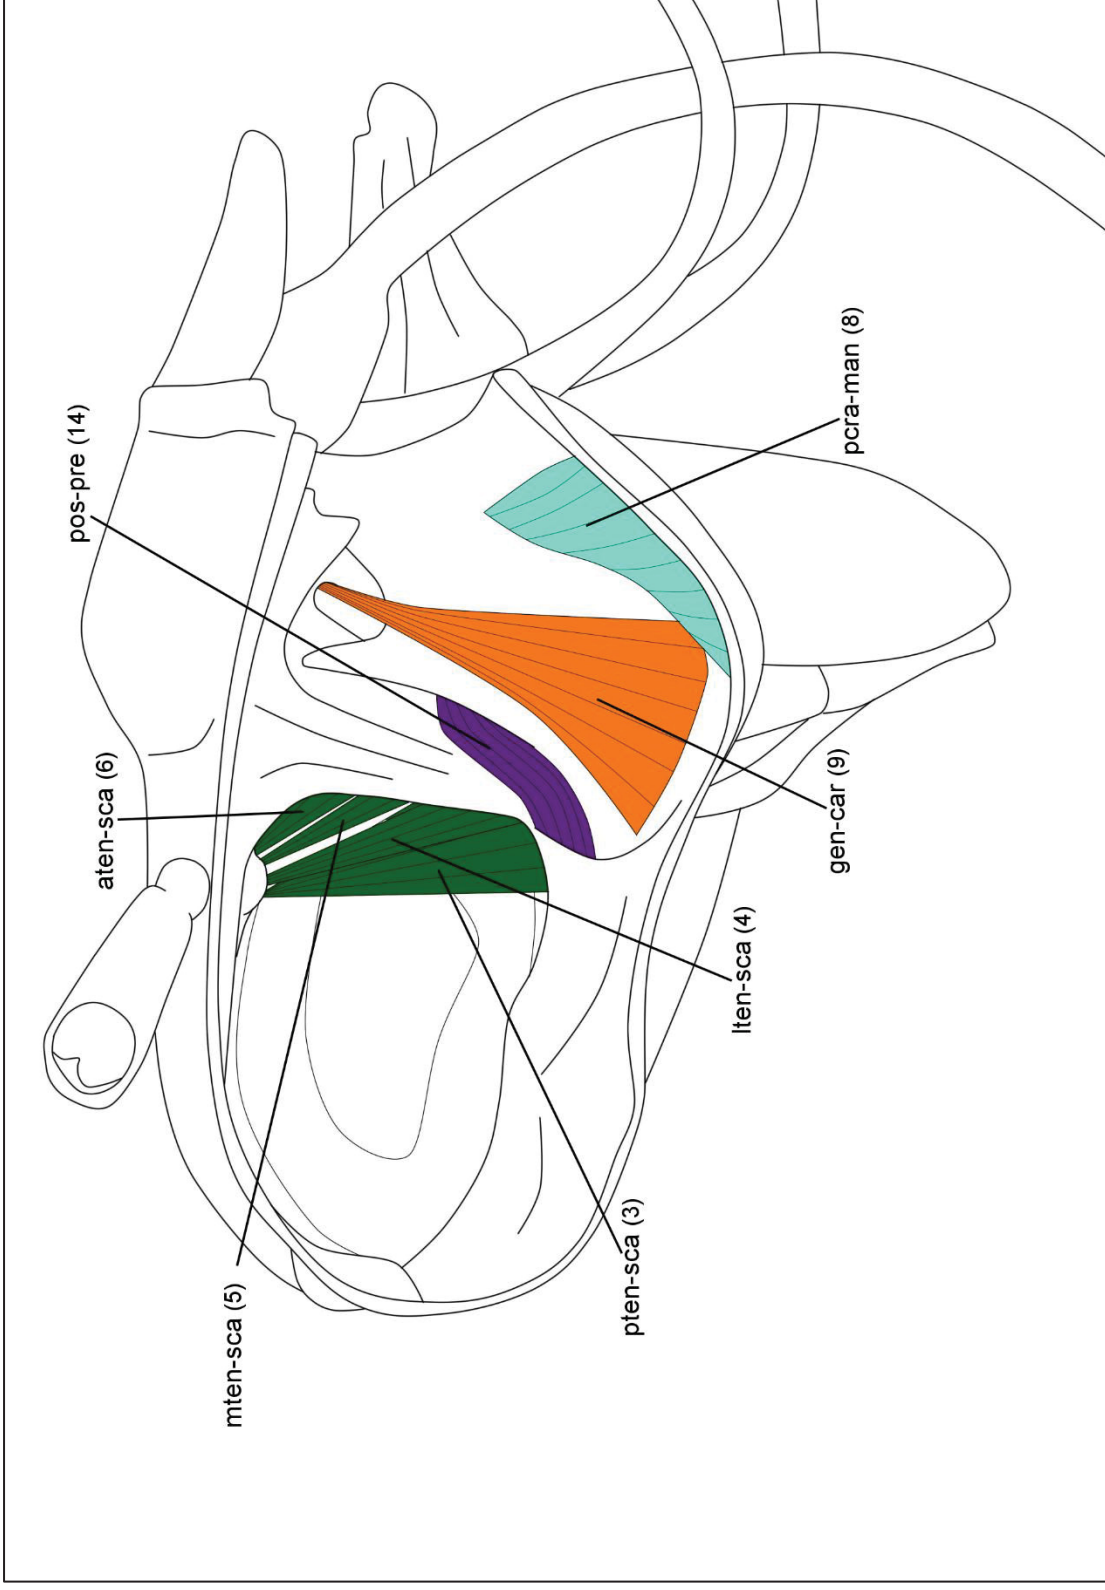 pos-pre (14)
aten-sca (6)
mten-sca (5)
pten-sca (3)
lten-sca (4)
gen-car (9)
pcra-man (8)